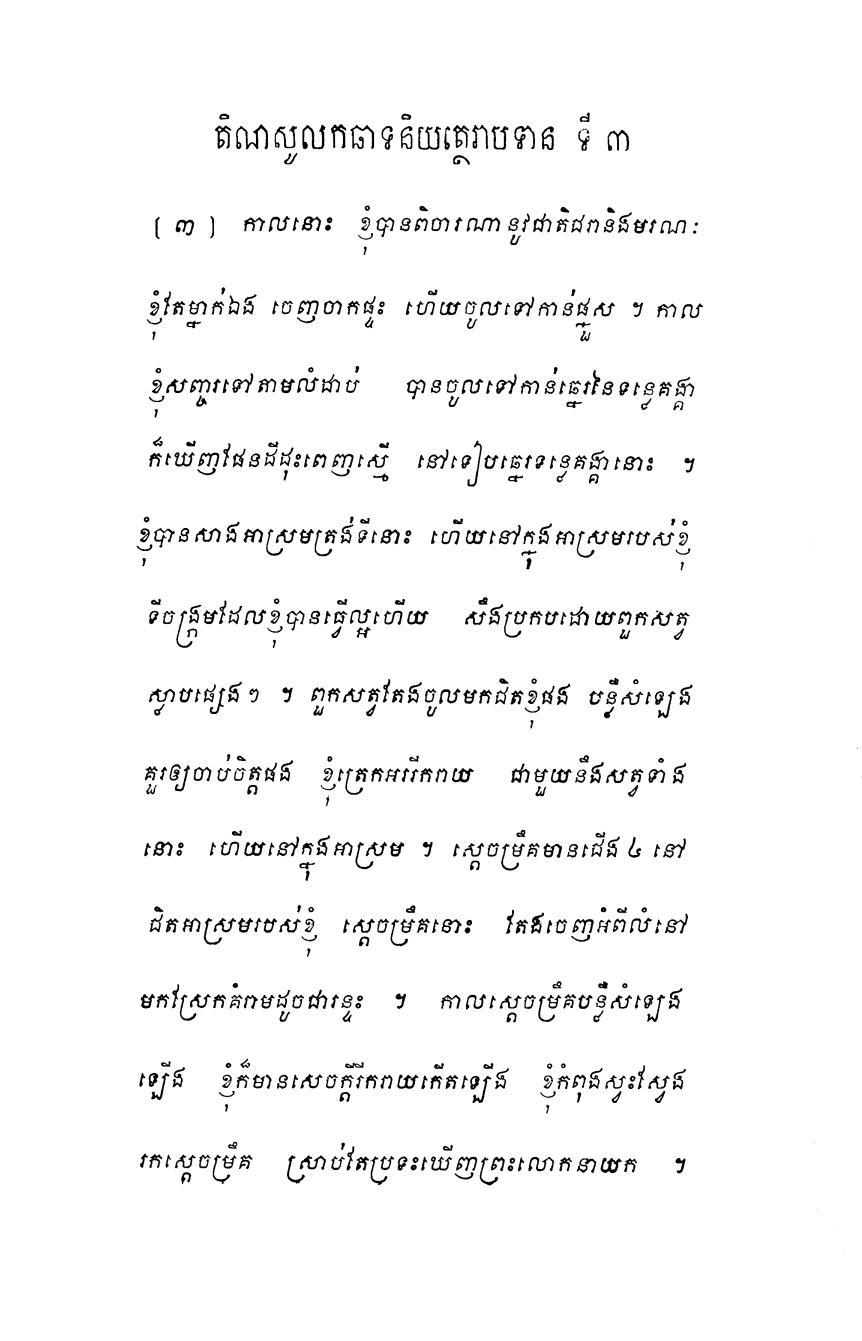 តិណសូលកឆាទនិយត្ថេរាបទាន ទី ៣
(៣) កាលនោះ ខ្ញុំបានពិចារណានូវជាតិជរានិងមរណៈ
ខ្ញុំតែម្នាក់ឯង ចេញចាកផ្ទះ ហើយចូលទៅកាន់ផ្នួស ។ កាល
ខ្ញុំសញ្ចរទៅតាមលំដាប់ បានចូលទៅកាន់ឆ្នេរនៃទន្លេគង្គា
ក៏ឃើញផែនដីដុះពេញស្មើ នៅទៀបឆ្នេរទន្លេគង្គានោះ ។
ខ្ញុំបានសាងអាស្រមត្រង់ទីនោះ ហើយនៅក្នុងអាស្រមរបស់ខ្ញុំ
ទីចង្ក្រមដែលខ្ញុំបានធ្វើល្អហើយ សឹងប្រកបដោយពួកសត្វ
ស្លាបផ្សេងៗ ។ ពួកសត្វតែងចូលមកជិតខ្ញុំផង បន្លឺសំឡេង
គួរឲ្យចាប់ចិត្តផង ខ្ញុំត្រេកអររីករាយ ជាមួយនឹងសត្វទាំង
នោះ ហើយនៅក្នុងអាស្រម ។ ស្តេចម្រឹគមានជើង ៤ នៅ
ជិតអាស្រមរបស់ខ្ញុំ ស្តេចម្រឹគនោះ តែងចេញអំពីលំនៅ
មកស្រែកគំរាមដូចជារន្ទះ ។ កាលស្តេចម្រឹគបន្លឺសំឡេង
ឡើង ខ្ញុំក៏មានសេចក្តីរីករាយកើតឡើង ខ្ញុំកំពុងស្វះស្វែង
រកស្តេចម្រឹគ ស្រាប់តែប្រទះឃើញព្រះលោកនាយក ។